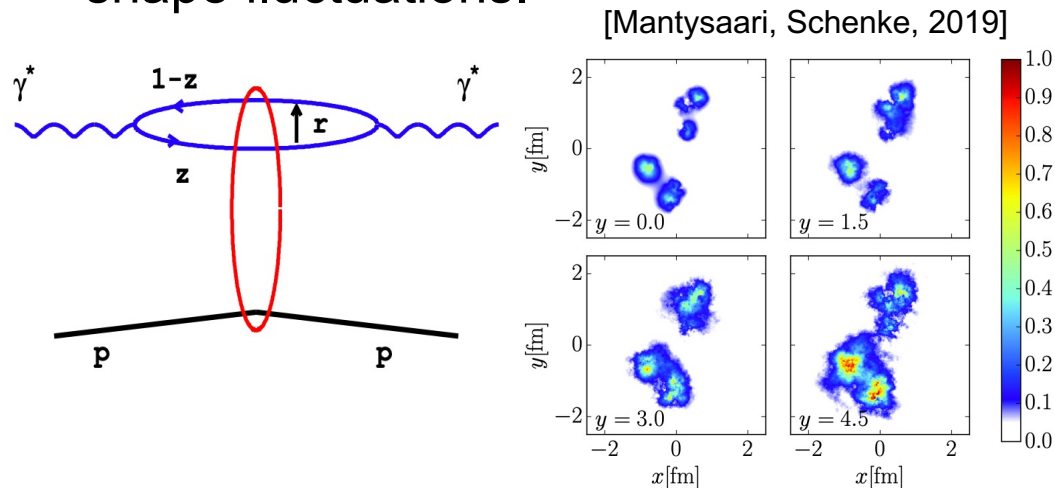 shape fluctuations.
[Mantysaari, Schenke, 2019]
γ*
1-z
γ*
r
z
p
p
2
0
−2
y[fm]
y = 0.0
y = 1.5
2
0
−2
y[fm]
y = 3.0
y = 4.5
−2 0 2
−2 0 2
x[fm]
x[fm]
1.0
0.9
0.8
0.7
0.6
0.5
0.4
0.3
0.2
0.1
0.0